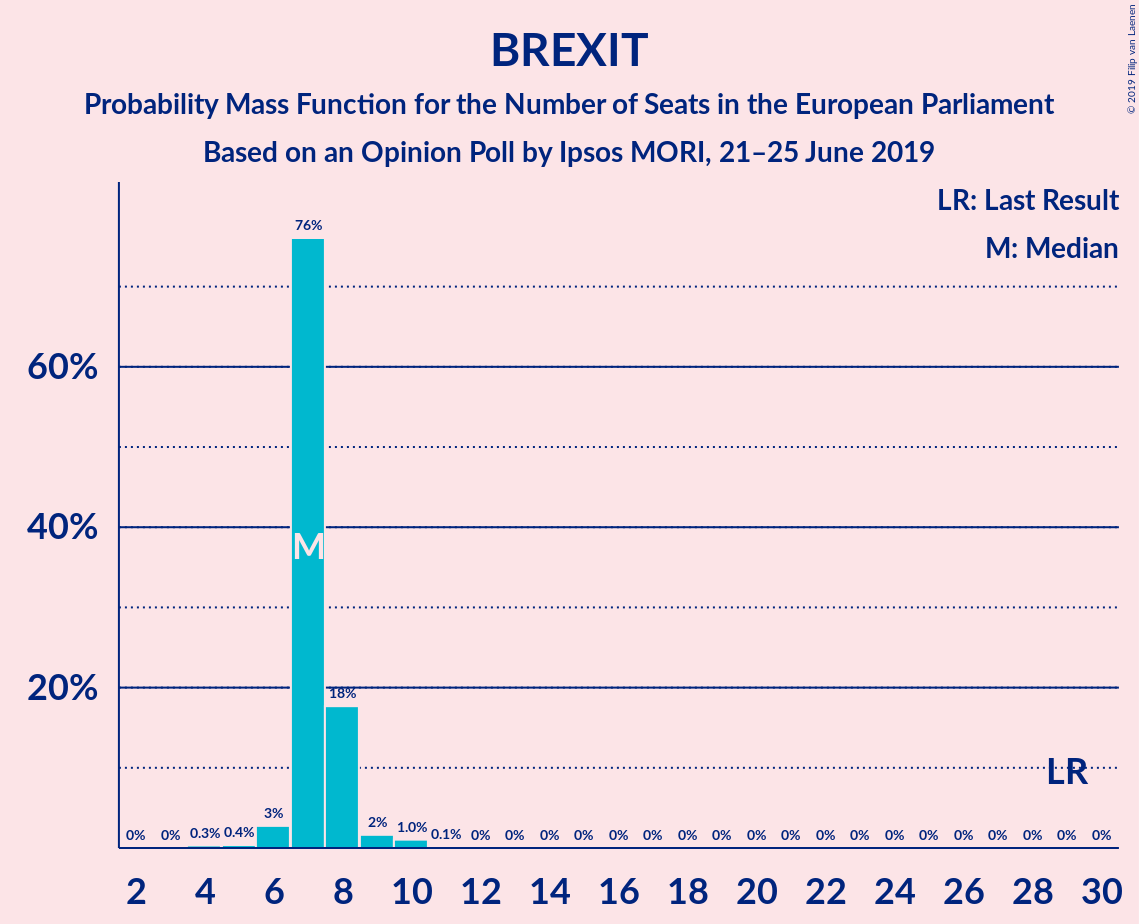 BREXIT
Probability Mass Function for the Number of Seats in the European Parliament
Based on an Opinion Poll by Ipsos MORI, 21–25 June 2019
© 2019 Filip van Laenen
LR: Last Result
M: Median
76%
60%
40%
M
20%
18%
LR
0% 0% 0.3% 0.4% 3% 2% 1.0% 0.1% 0% 0% 0% 0% 0% 0% 0% 0% 0% 0% 0% 0% 0% 0% 0% 0% 0% 0% 0%
2 4 6 8 10 12 14 16 18 20 22 24 26 28 30